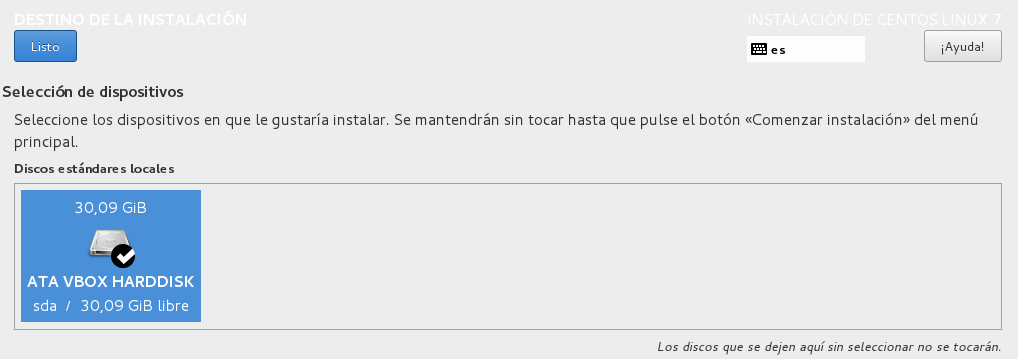 DESTINO DE LA INSTALACIÓN
INSTALACIÓN DE CENTOS LINUX 7
Listo
es
¡Ayuda!
Selección de dispositivos
Seleccione los dispositivos en que le gustaría instalar. Se mantendrán sin tocar hasta que pulse el botón «Comenzar instalación» del menú
principal.
Discos estándares locales
30,09 GiB
ATA VBOX HARDDISK
sda / 30,09 GiB libre
Los discos que se dejen aquí sin seleccionar no se tocarán.